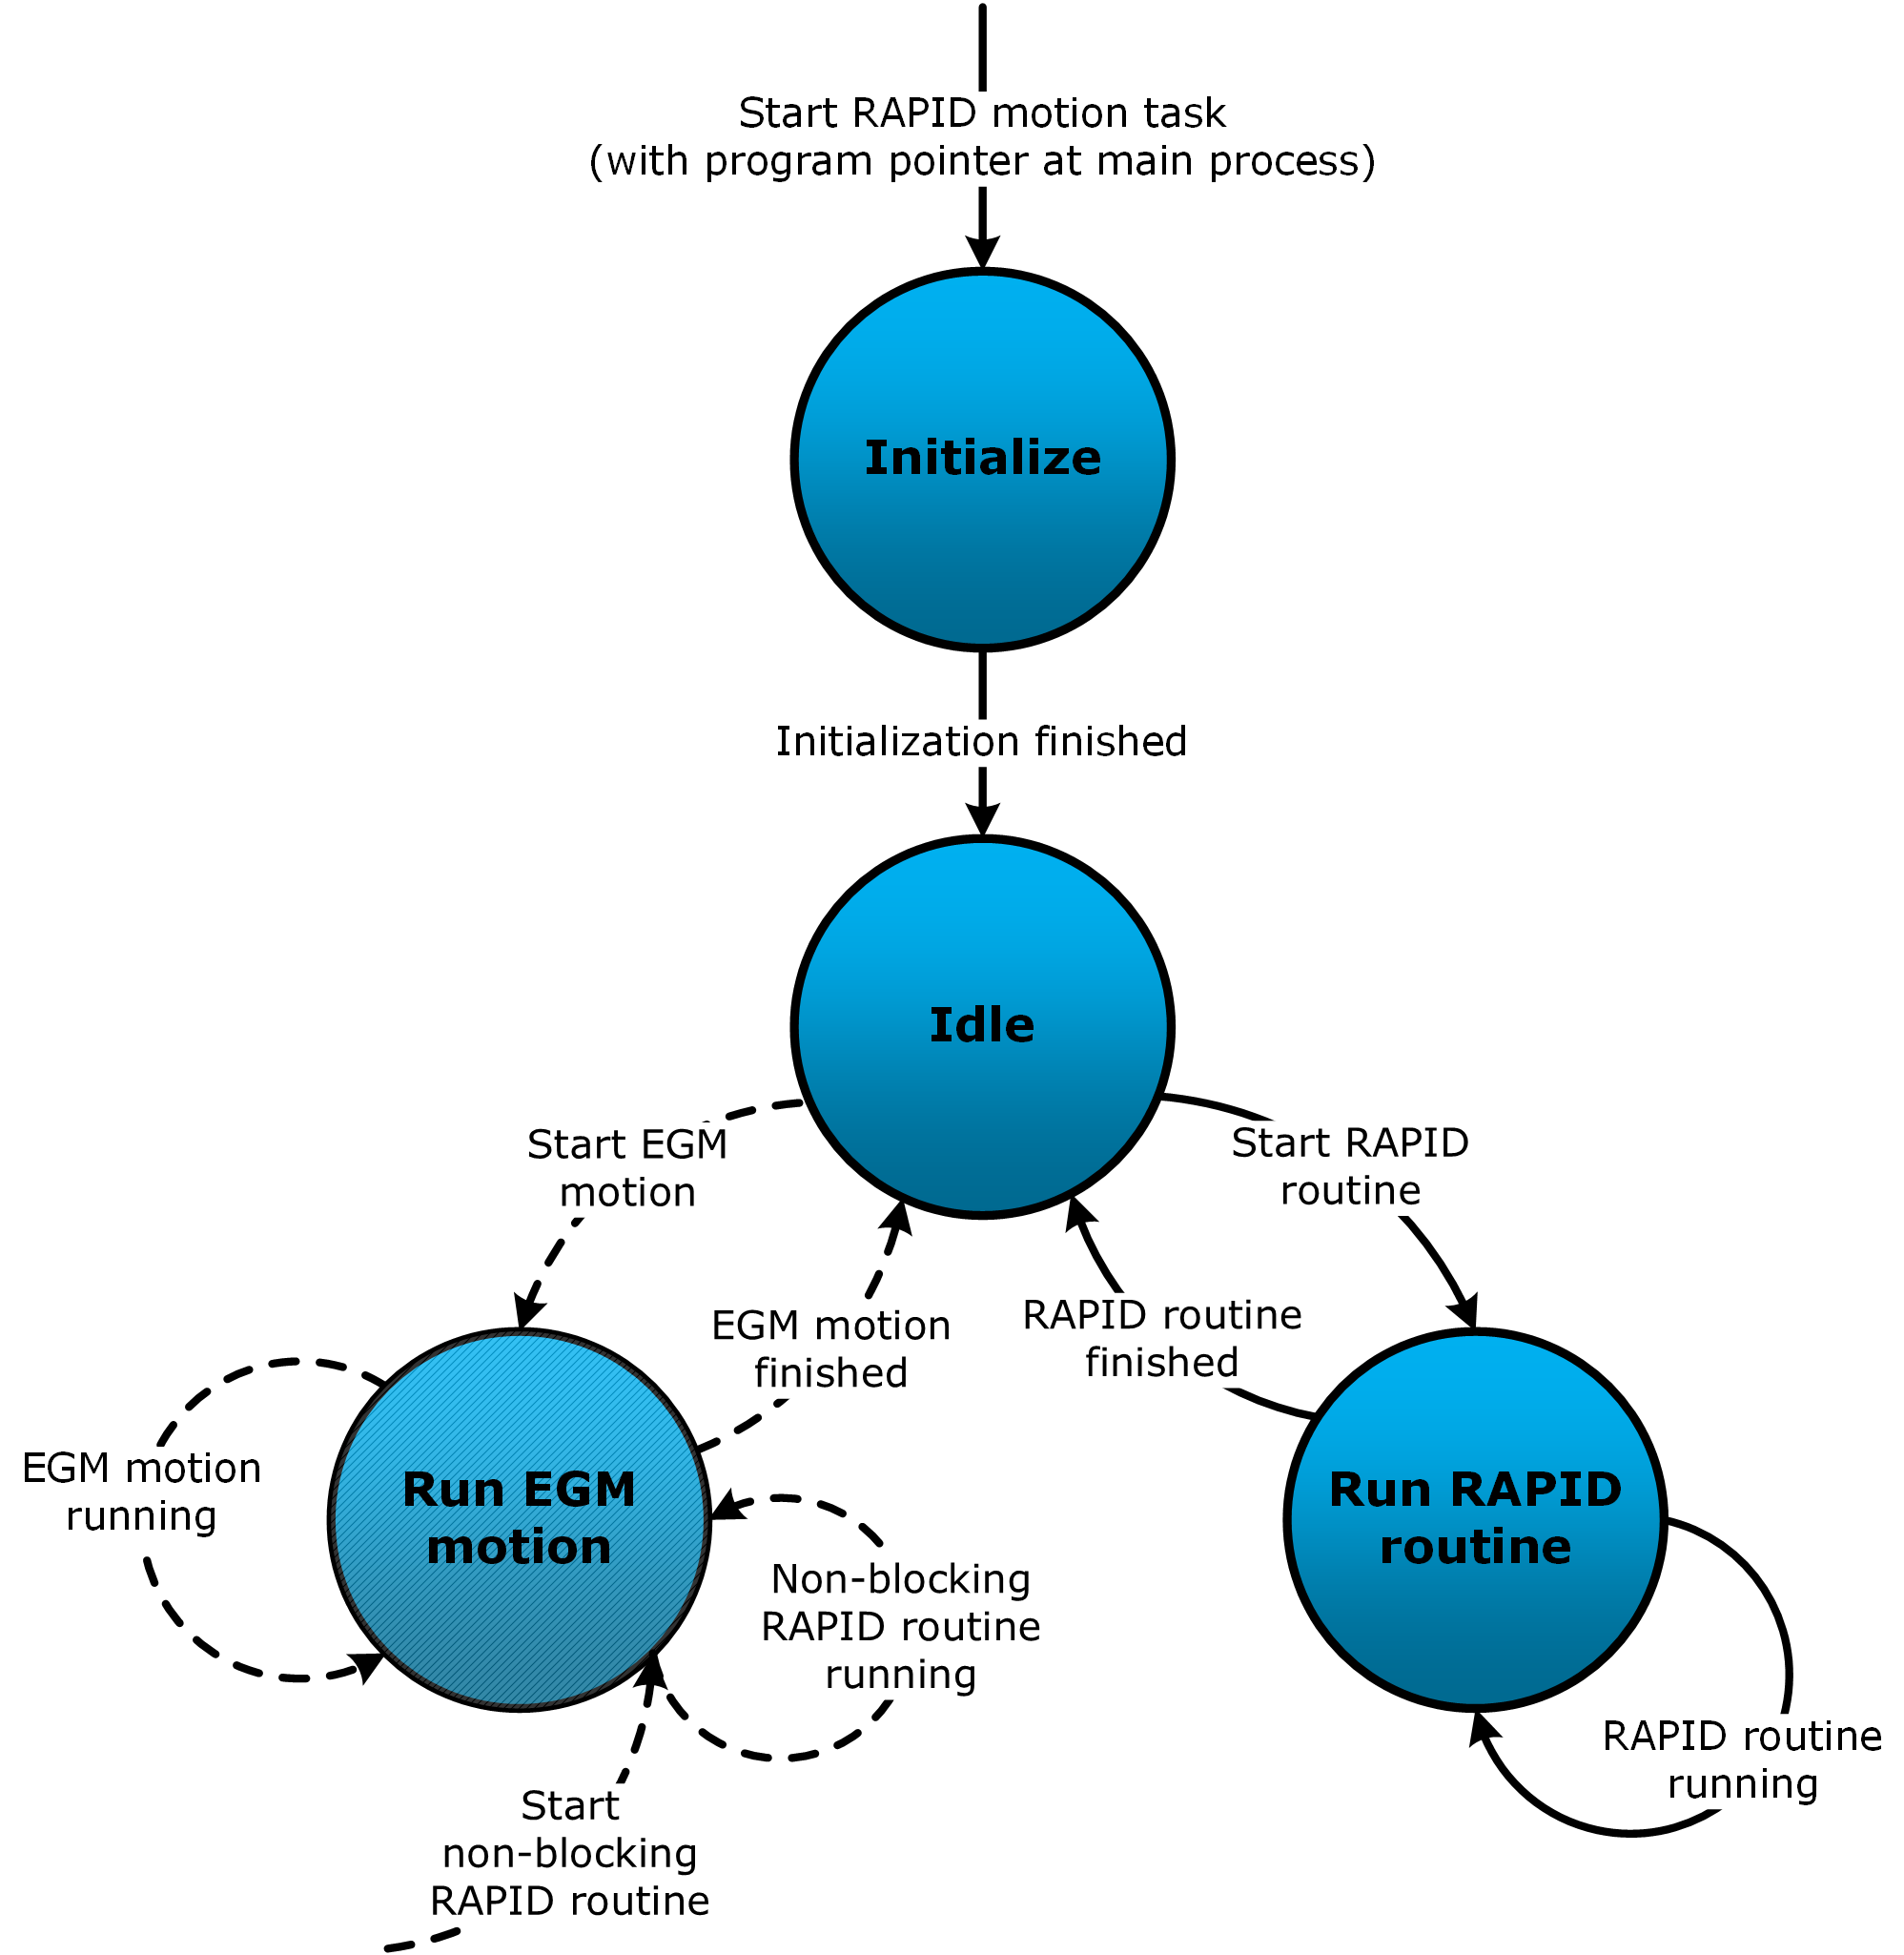 Start RAPID motion task
(with program pointer at main process)
Initialize
Initialization finished
Idle
Start EGM
motion
Start RAPID
routine
EGM motion
finished
RAPID routine
finished
EGM motion
running
Run EGM
motion
Run RAPID
routine
Non-blocking
RAPID routine
running
RAPID routine
running
Start
non-blocking
RAPID routine